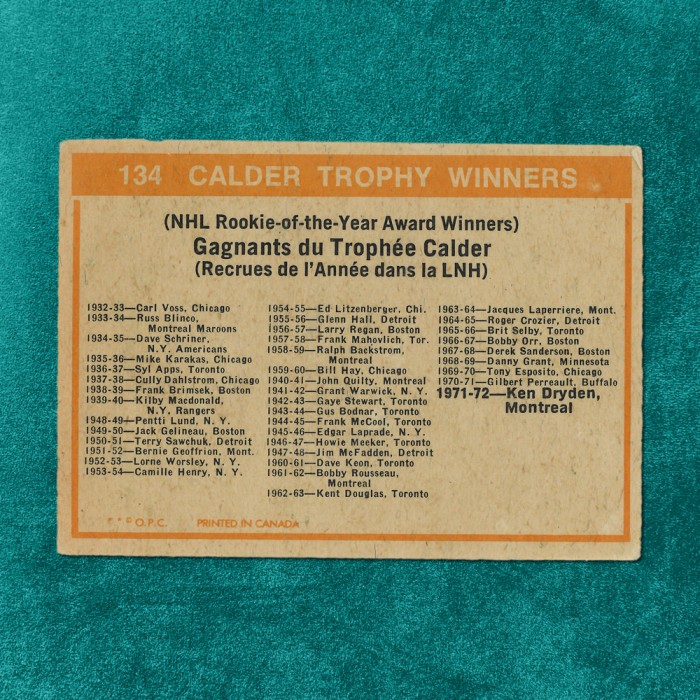 134 CALDER TROPHY WINNERS
(NHL Rookie-of-the-Year Award Winners)
Gagnants du Trophée Calder
(Recrues de l'Année dans la LNH)
1932-33—Carl Voss, Chicago
1933-34—Russ Blinco,
Montreal Maroons
1934-35—Dave Schriner,
N.Y. Americans
1935-36—Mike Karakas, Chicago
1936-37—Syl Apps, Toronto
1937-38—Cully Dahlstrom, Chicago
1938-39—Frank Brimsek, Boston
1939-40—Kilby Macdonald,
N.Y, Rangers
1948-49—Pentti Lund, N. Y.
1949-50—Jack Gelineau, Boston
1950-51—Terry Sawchuk, Detroit
1951-52—Bernie Geoffrion, Mont.
1952-53—Lorne Worsley, N. Y.
1953-54—Camille Henry, N. Y.
1954-55—Ed Litzenberger, Chi.
1955-56—Glenn Hall, Detroit
1956-57—Larry Regan, Boston
1957-58—Frank Mahovlich, Tor.
1958-59—Ralph Backstrom,
Montreal
1959-60—Bill Hay, Chicago
1940-41—John Quilty, Montreal
1941-42—Grant Warwick, N. Y.
1942-43—Gaye Stewart, Toronto
1943-44—Gus Bodnar, Toronto
1944-45—Frank McCool, Toronto
1945-46—Edgar Laprade, N. Y.
1946-47—Howie Meeker, Toronto
1947-48—Jim McFadden, Detroit
1960-61—Dave Keon, Toronto
1961-62—Bobby Rousseau,
Montreal
1962-63—Kent Douglas, Toronto
1963-64—Jacques Laperriere, Mont.
1964-65—Roger Crozier, Detroit
1965-66—Brit Selby, Toronto
1966-67—Bobby Orr, Boston
1967-68—Derek Sanderson, Boston
1968-69—Danny Grant, Minnesota
1969-70—Tony Esposito, Chicago
1970-71—Gilbert Perreault, Buffalo
1971-72—Ken Dryden,
Montreal
O.P.C. PRINTED IN CANADA